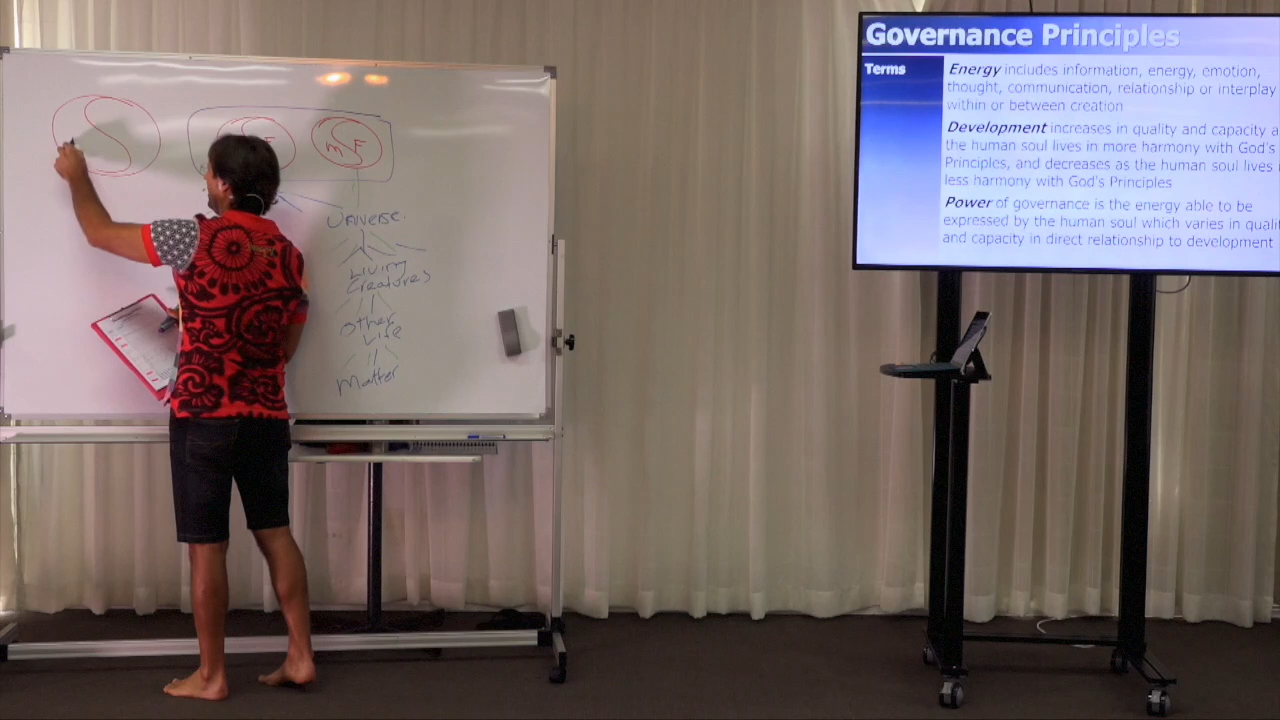 F
m F
Universe
Living
Creatures
Other
Life
Matter
Governance Principles
Terms
Energy includes information, energy, emotion,
thought, communication, relationship or interplay
within or between creation
Development increases in quality and capacity a
the human soul lives in more harmony with God's
Principles, and decreases as the human soul lives
less harmony with God's Principles
Power of governance is the energy able to be
expressed by the human soul which varies in quali
and capacity in direct relationship to development